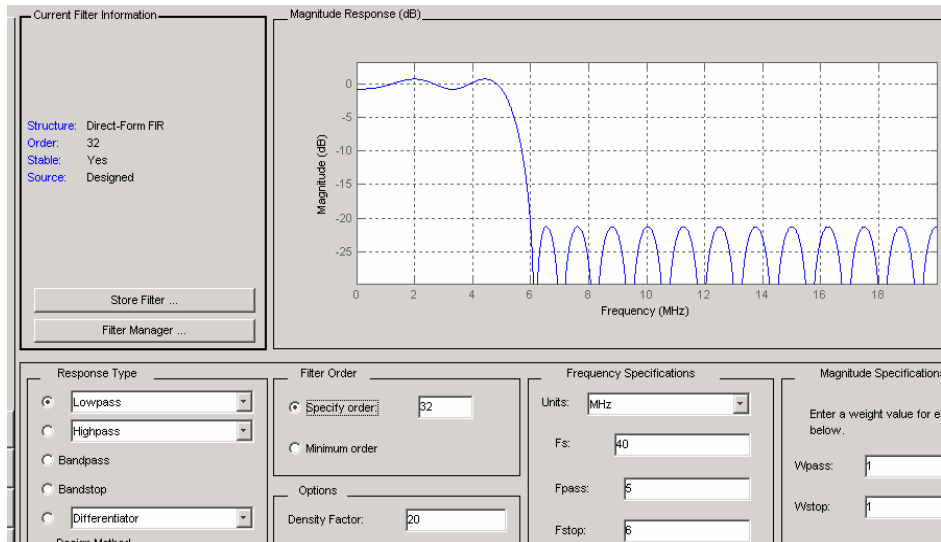 Current Filter Information
Structure: Direct-Form FIR
Order: 32
Stable: Yes
Source: Designed
Store Filter ...
Filter Manager ...
Magnitude Response (dB)
Magnitude (dB)
0
-5
-10
-15
-20
-25
0 2 4 6 8 10 12 14 16 18
Frequency (MHz)
Response Type
Lowpass
Highpass
Bandpass
Bandstop
Differentiator
Design Method
Filter Order
Specify order: 32
Minimum order
Options
Density Factor: 20
Frequency Specifications
Units: MHz
Fs: 40
Fpass: 5
Fstop: 6
Magnitude Specifications
Enter a weight value for e
below.
Wpass: 1
Wstop: 1